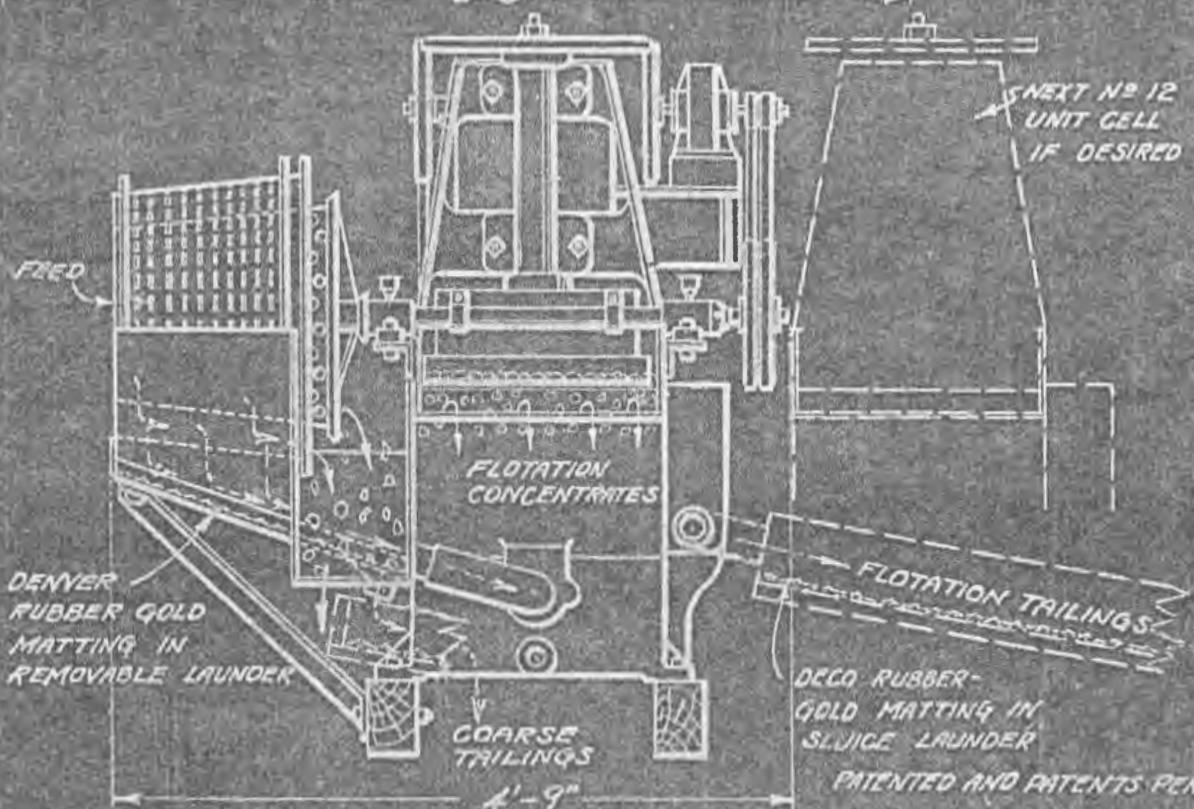 NEXT Nº 12
UNIT CELL
IF DESIRED
FEED
FLOTATION
CONCENTRATES
DENVER
RUBBER GOLD
MATTING IN
REMOVABLE LAUNDER
FLOTATION TAILINGS
DECO RUBBER-
GOLD MATTING IN
SLUICE LAUNDER
COARSE
TAILINGS
PATENTED AND PATENTS
4'-9"